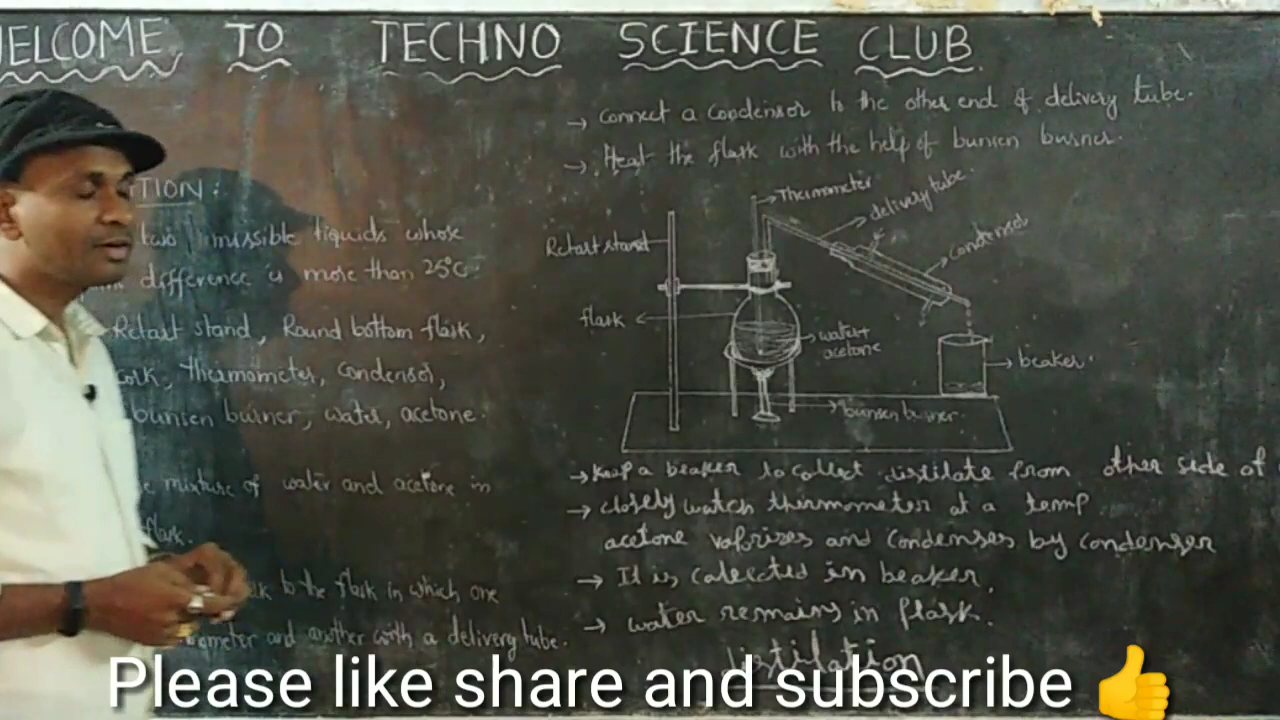 WELCOME TO TECHNO SCIENCE CLUB
TION:
two missible liquids whose
difference is more than 25°C.
Retart stand, Round bottom flask,
cork, thermometer, condensor,
bunsen burner, water, acetone.
mixture of water and acetone in
flask.
to the flask in which one
and another with a delivery tube.
→ connect a condensor to the other end of delivery tube.
→ Heat the flask with the help of bunsen burner.
Thermometer
delivery tube.
Retart stand
condensor
flask
water+
acetone
beaker.
bunsen burner.
→ Keep a beaker to collect distilate from other side of
→ closely watch thermometer at a temp
acetone vaporizes and condenses by condenser
→ It is calected in beaker.
→ water remains in flask.
distilation
Please like share and subscribe 👍